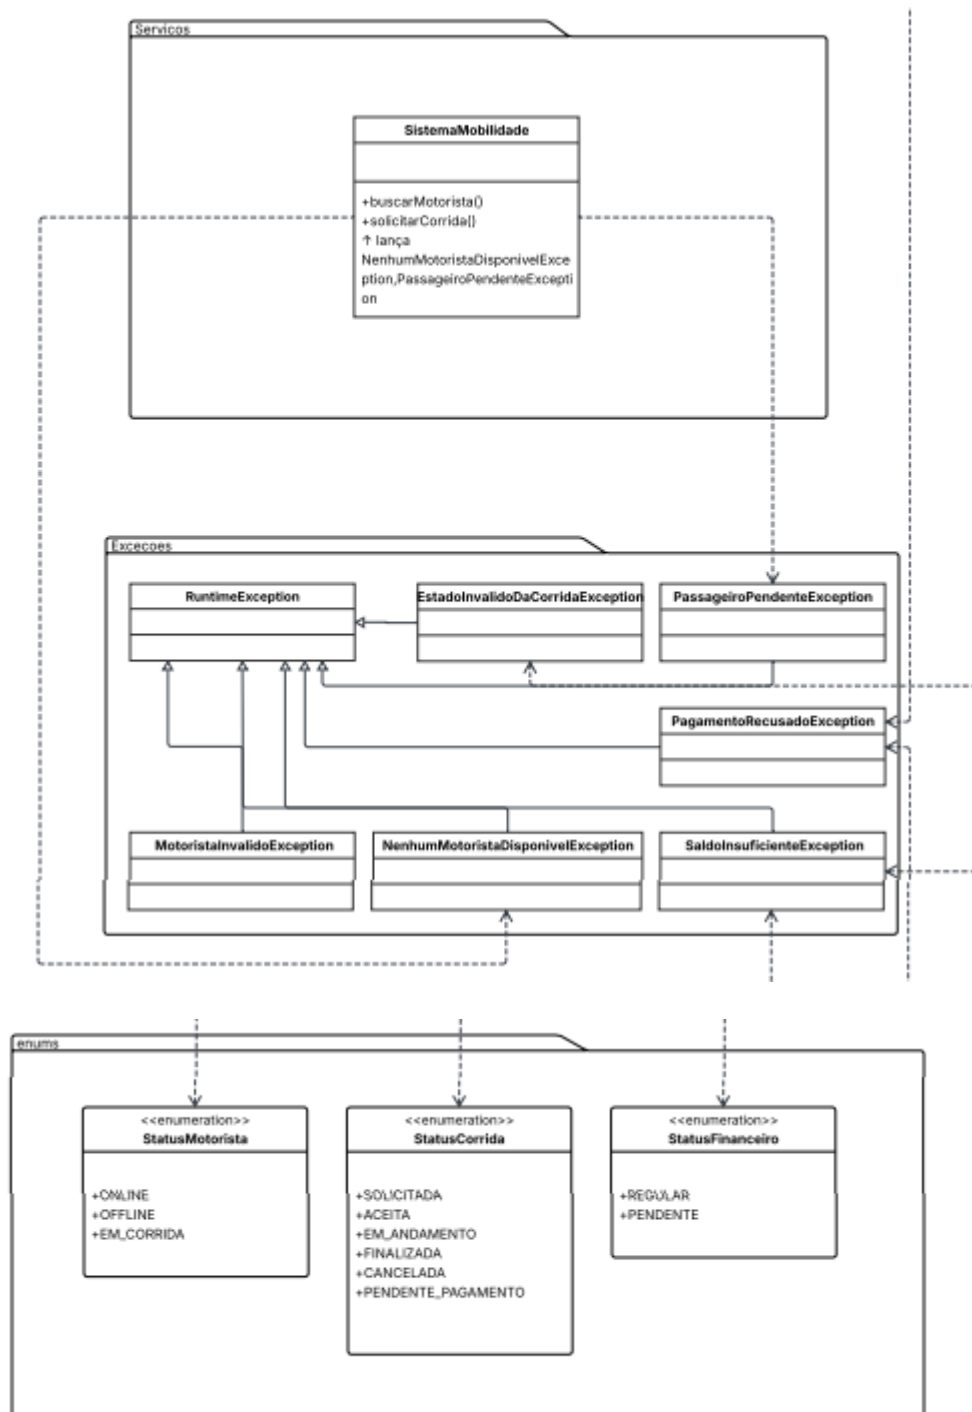 Servicos
SistemaMobilidade
+buscarMotorista()
+solicitarCorrida()
↑ lança
NenhumMotoristaDisponivelExce
ption,PassageiroPendenteExcepti
on
Excecoes
RuntimeException
EstadoInvalidoDaCorridaException
PassageiroPendenteException
PagamentoRecusadoException
MotoristaInvalidoException
NenhumMotoristaDisponivelException
SaldoInsuficienteException
enums
<<enumeration>>
StatusMotorista
+ONLINE
+OFFLINE
+EM_CORRIDA
<<enumeration>>
StatusCorrida
+SOLICITADA
+ACEITA
+EM_ANDAMENTO
+FINALIZADA
+CANCELADA
+PENDENTE_PAGAMENTO
<<enumeration>>
StatusFinanceiro
+REGULAR
+PENDENTE